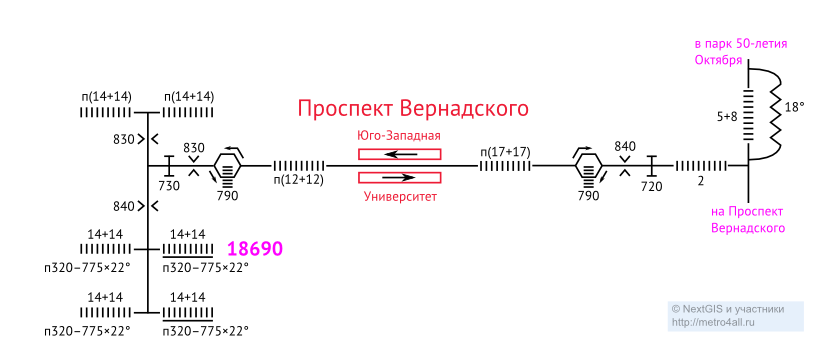 в парк 50-летия
Октября
п(14+14)
п(14+14)
Проспект Вернадского
5+8
18°
Юго-Западная
830
830
840
п(17+17)
730
790
п(12+12)
790
720
2
Университет
840
на Проспект
Вернадского
14+14
14+14
18690
п320–775×22°
п320–775×22°
14+14
14+14
п320–775×22°
п320–775×22°
© NextGIS и участники
http://metro4all.ru